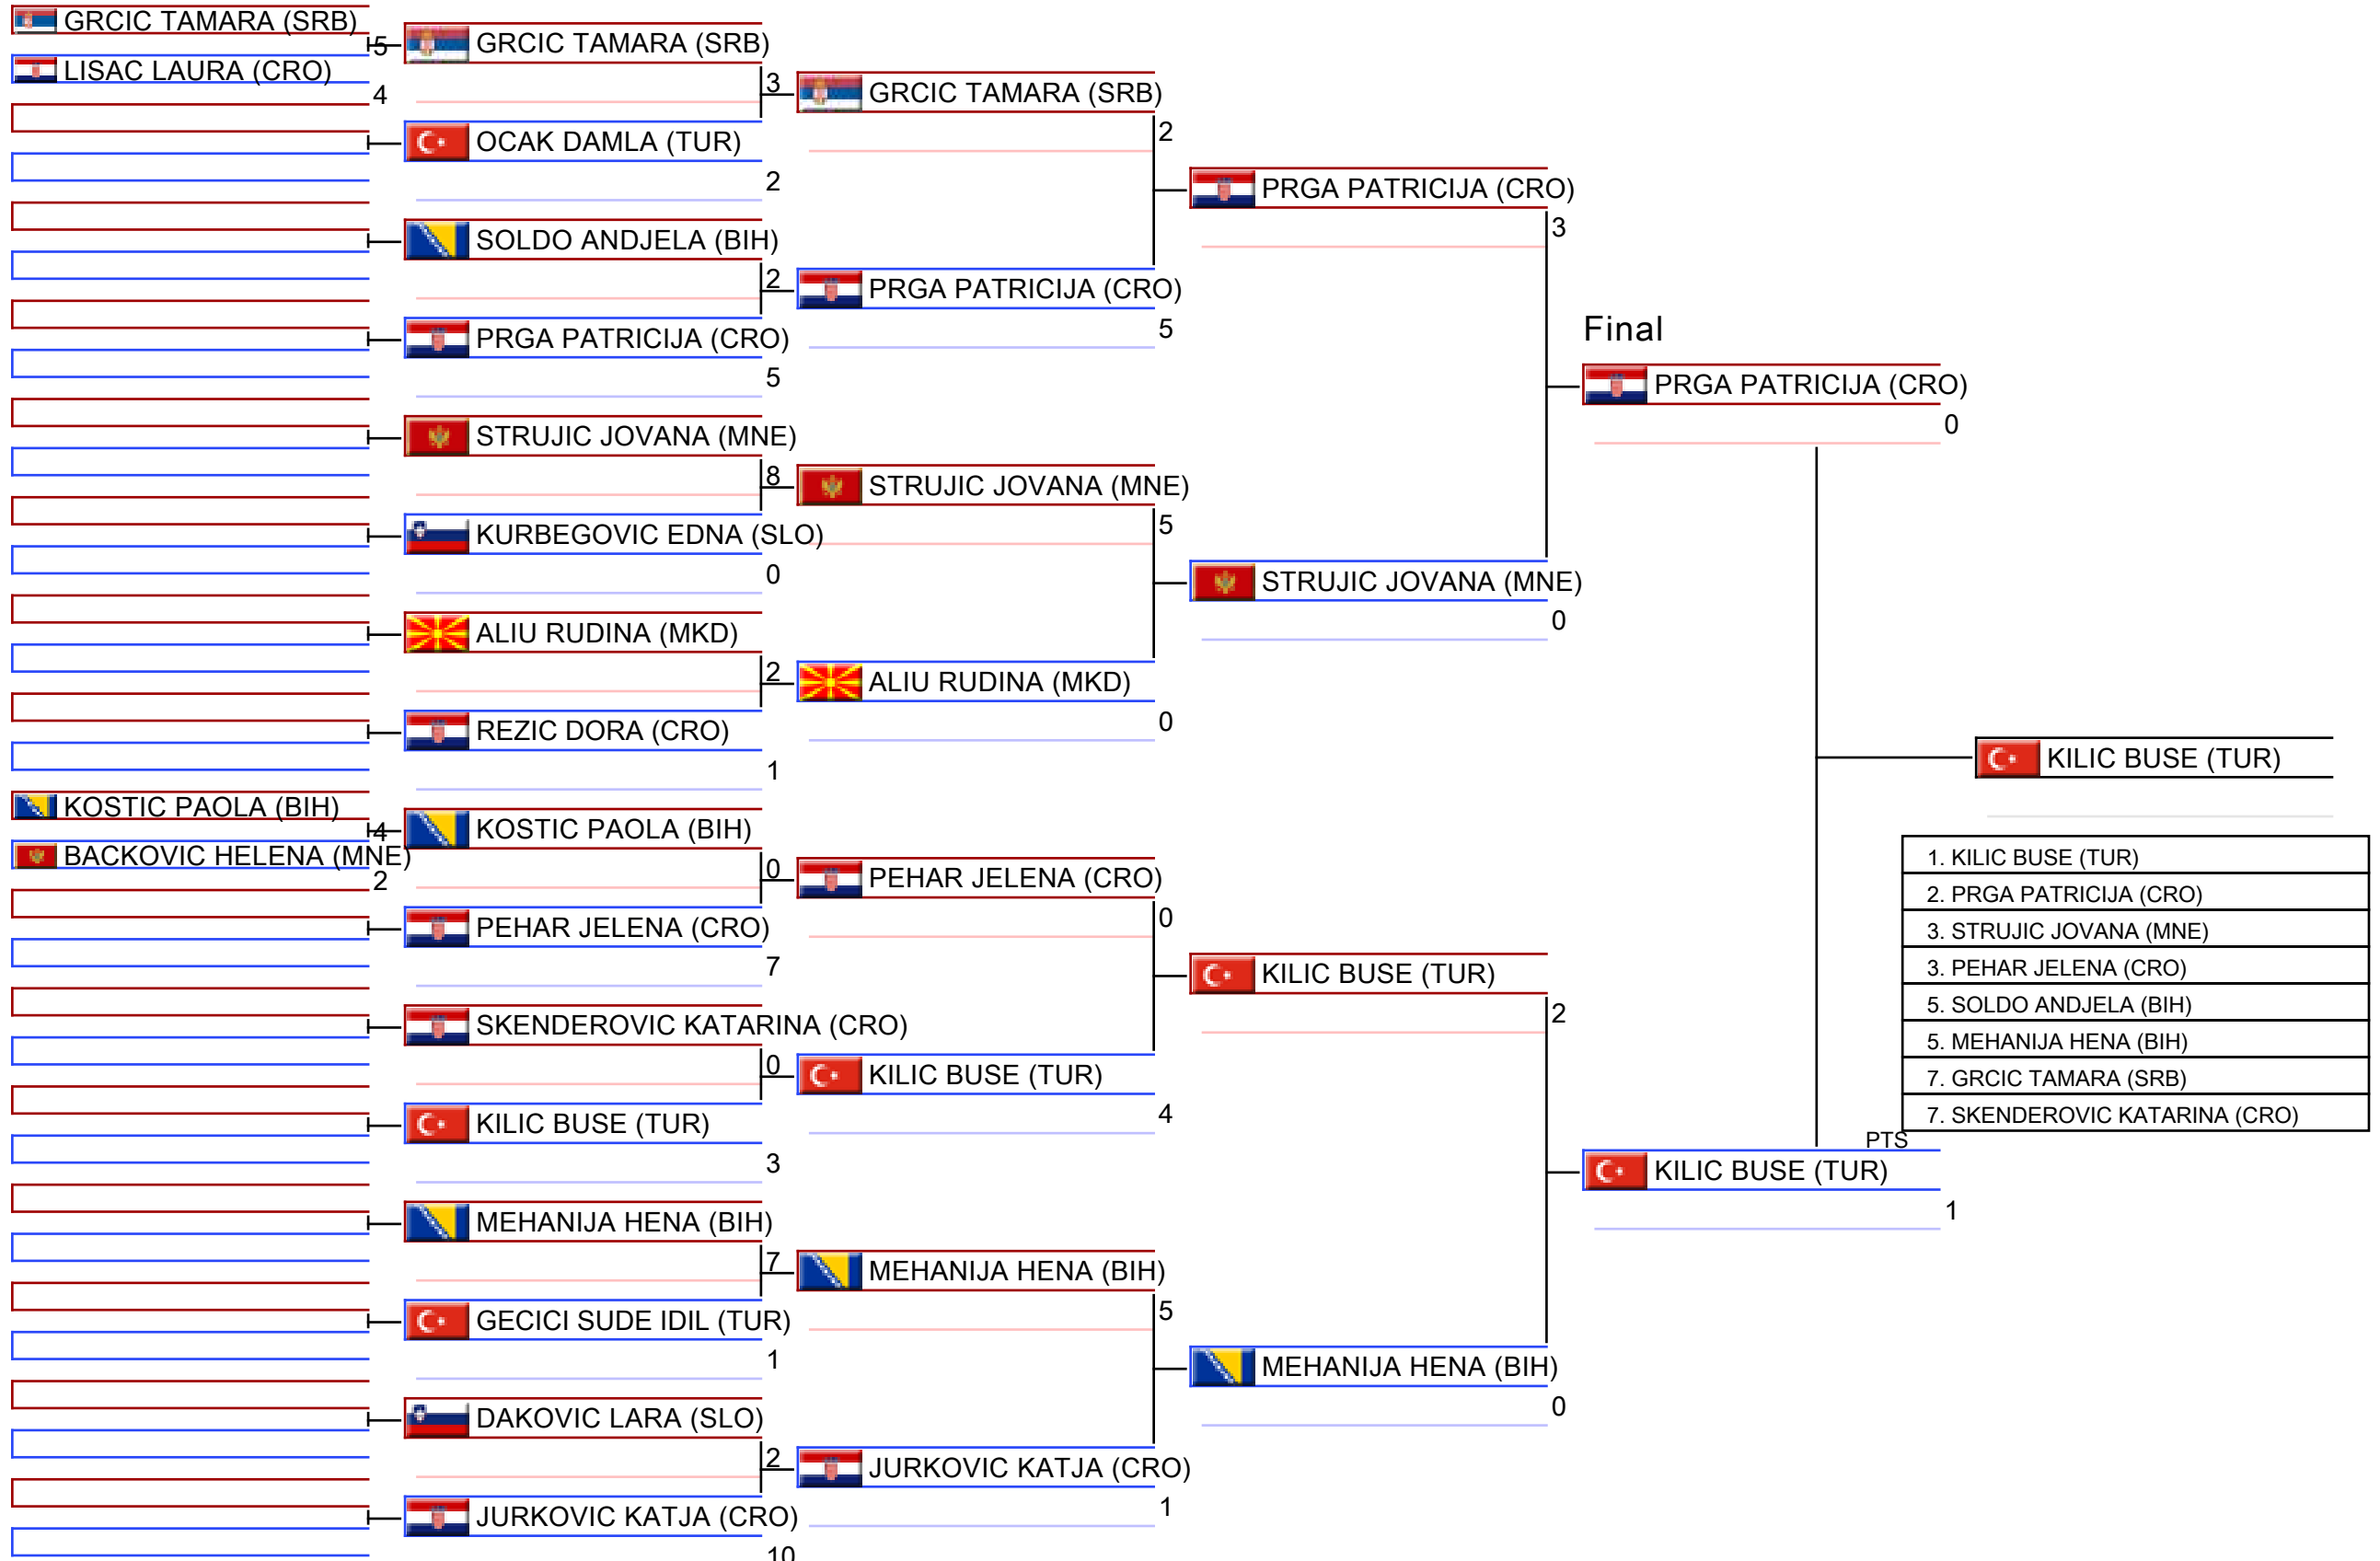 GRCIC TAMARA (SRB)
5
LISAC LAURA (CRO)
4
KOSTIC PAOLA (BIH)
4
BACKOVIC HELENA (MNE)
2
GRCIC TAMARA (SRB)
3
OCAK DAMLA (TUR)
2
SOLDO ANDJELA (BIH)
2
PRGA PATRICIJA (CRO)
5
STRUJIC JOVANA (MNE)
8
KURBEGOVIC EDNA (SLO)
0
ALIU RUDINA (MKD)
2
REZIC DORA (CRO)
1
KOSTIC PAOLA (BIH)
0
PEHAR JELENA (CRO)
7
SKENDEROVIC KATARINA (CRO)
0
KILIC BUSE (TUR)
3
MEHANIJA HENA (BIH)
7
GECICI SUDE IDIL (TUR)
1
DAKOVIC LARA (SLO)
2
JURKOVIC KATJA (CRO)
10
GRCIC TAMARA (SRB)
2
PRGA PATRICIJA (CRO)
5
STRUJIC JOVANA (MNE)
5
ALIU RUDINA (MKD)
0
PEHAR JELENA (CRO)
0
KILIC BUSE (TUR)
4
MEHANIJA HENA (BIH)
5
JURKOVIC KATJA (CRO)
1
PRGA PATRICIJA (CRO)
3
STRUJIC JOVANA (MNE)
0
KILIC BUSE (TUR)
2
MEHANIJA HENA (BIH)
0
Final
PRGA PATRICIJA (CRO)
0
PTS
KILIC BUSE (TUR)
1
KILIC BUSE (TUR)
1. KILIC BUSE (TUR)
2. PRGA PATRICIJA (CRO)
3. STRUJIC JOVANA (MNE)
3. PEHAR JELENA (CRO)
5. SOLDO ANDJELA (BIH)
5. MEHANIJA HENA (BIH)
7. GRCIC TAMARA (SRB)
7. SKENDEROVIC KATARINA (CRO)